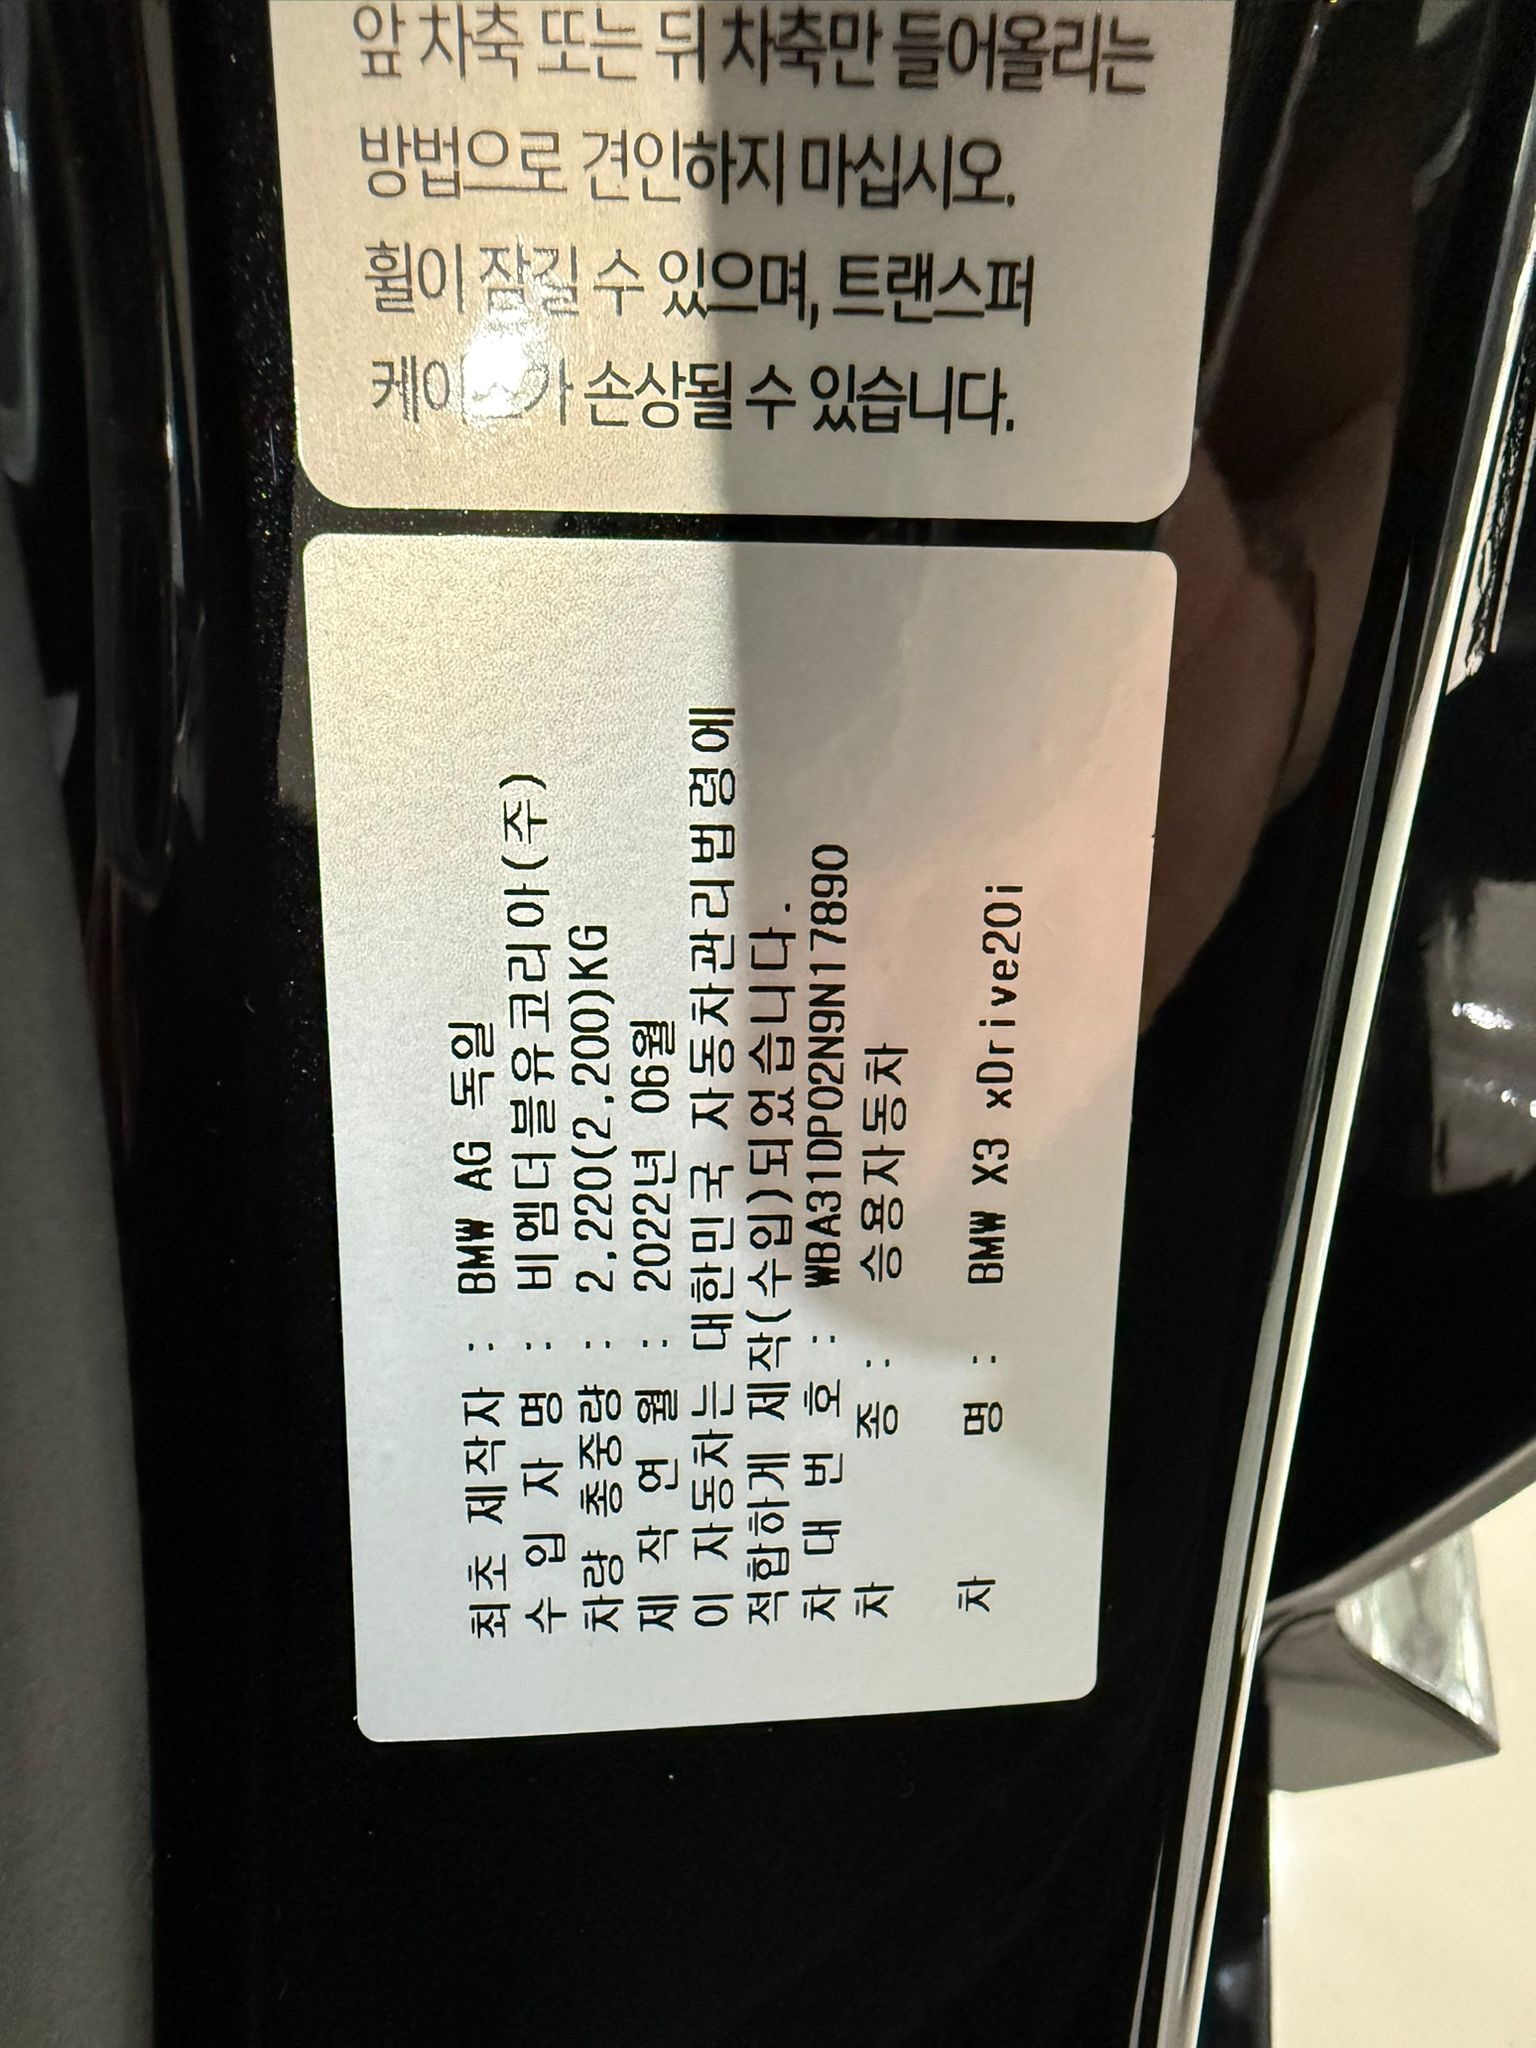 앞 차축 또는 뒤 차축만 들어올리는
방법으로 견인하지 마십시오.
휠이 잠길 수 있으며, 트랜스퍼
손상될 수 있습니다.
최초 제작자 : BMW AG 독일
수 입 자 명 : 비엠더블유코리아(주)
차량 총중량 : 2,220(2,200)KG
제 작 연 월 : 2022년 06월
이 자동차는 대한민국 자동차관리법령에
적합하게 제작(수입)되었습니다.
차 대 번 호 : WBA31DP02N9N17890
차 종 : 승용자동차
차 명 : BMW X3 xDrive20i